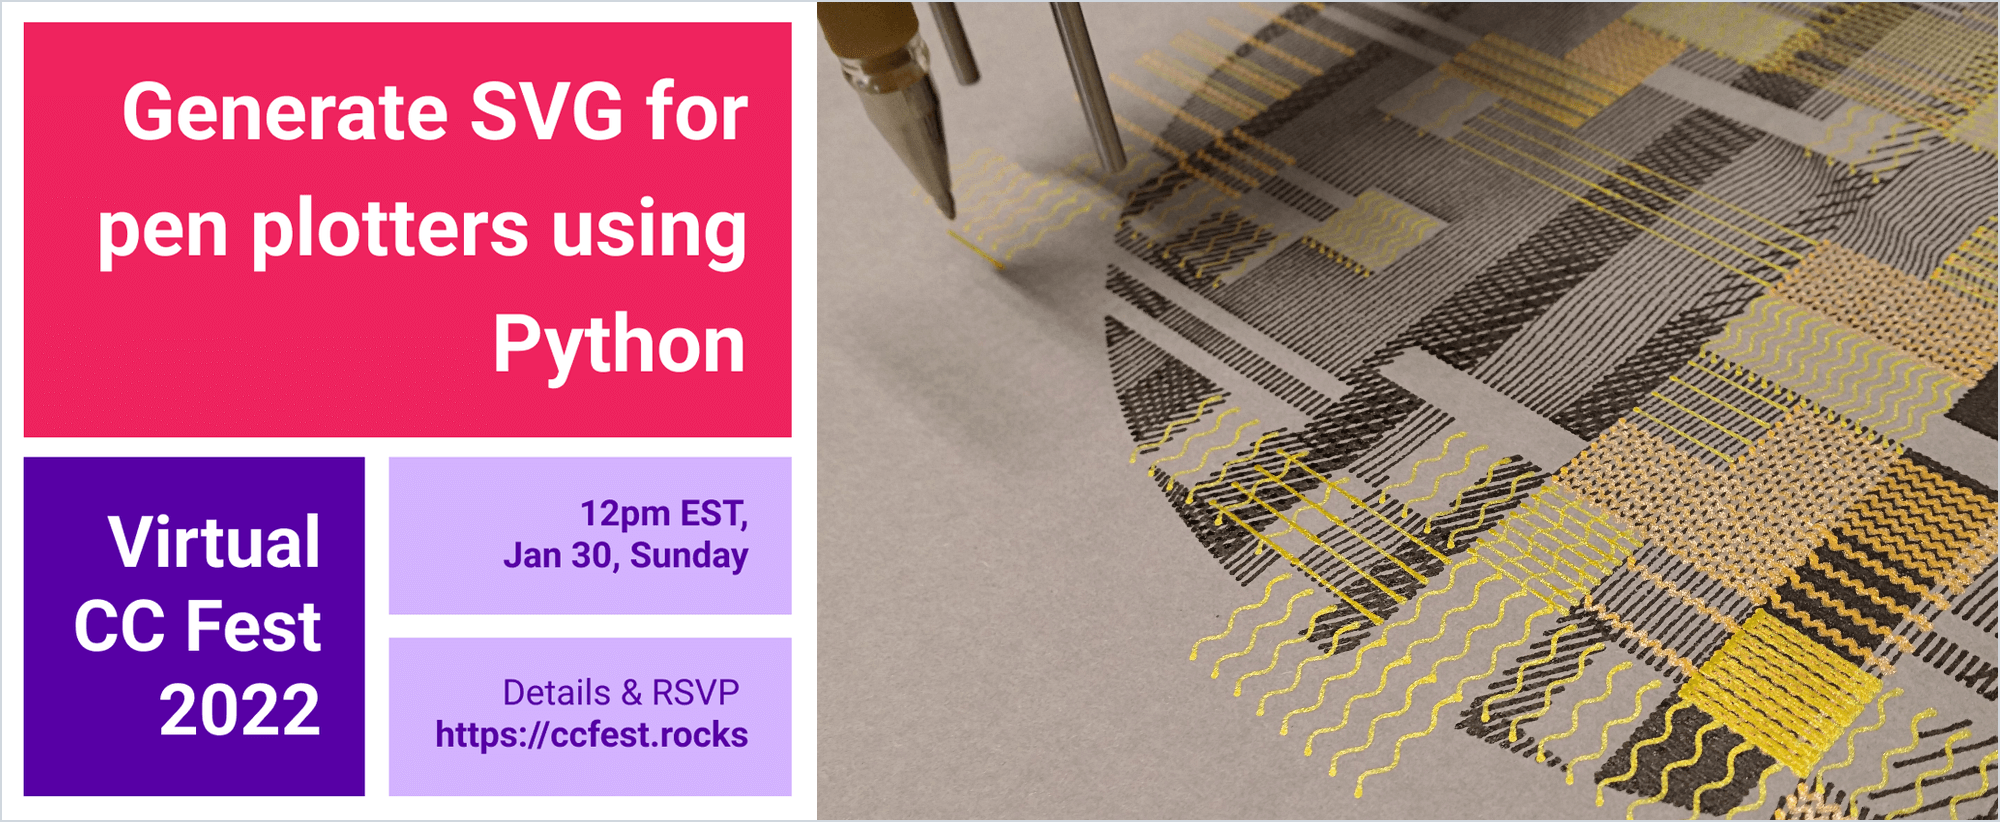 Generate SVG for
pen plotters using
Python
Virtual
CC Fest
2022
12pm EST,
Jan 30, Sunday
Details & RSVP
https://ccfest.rocks